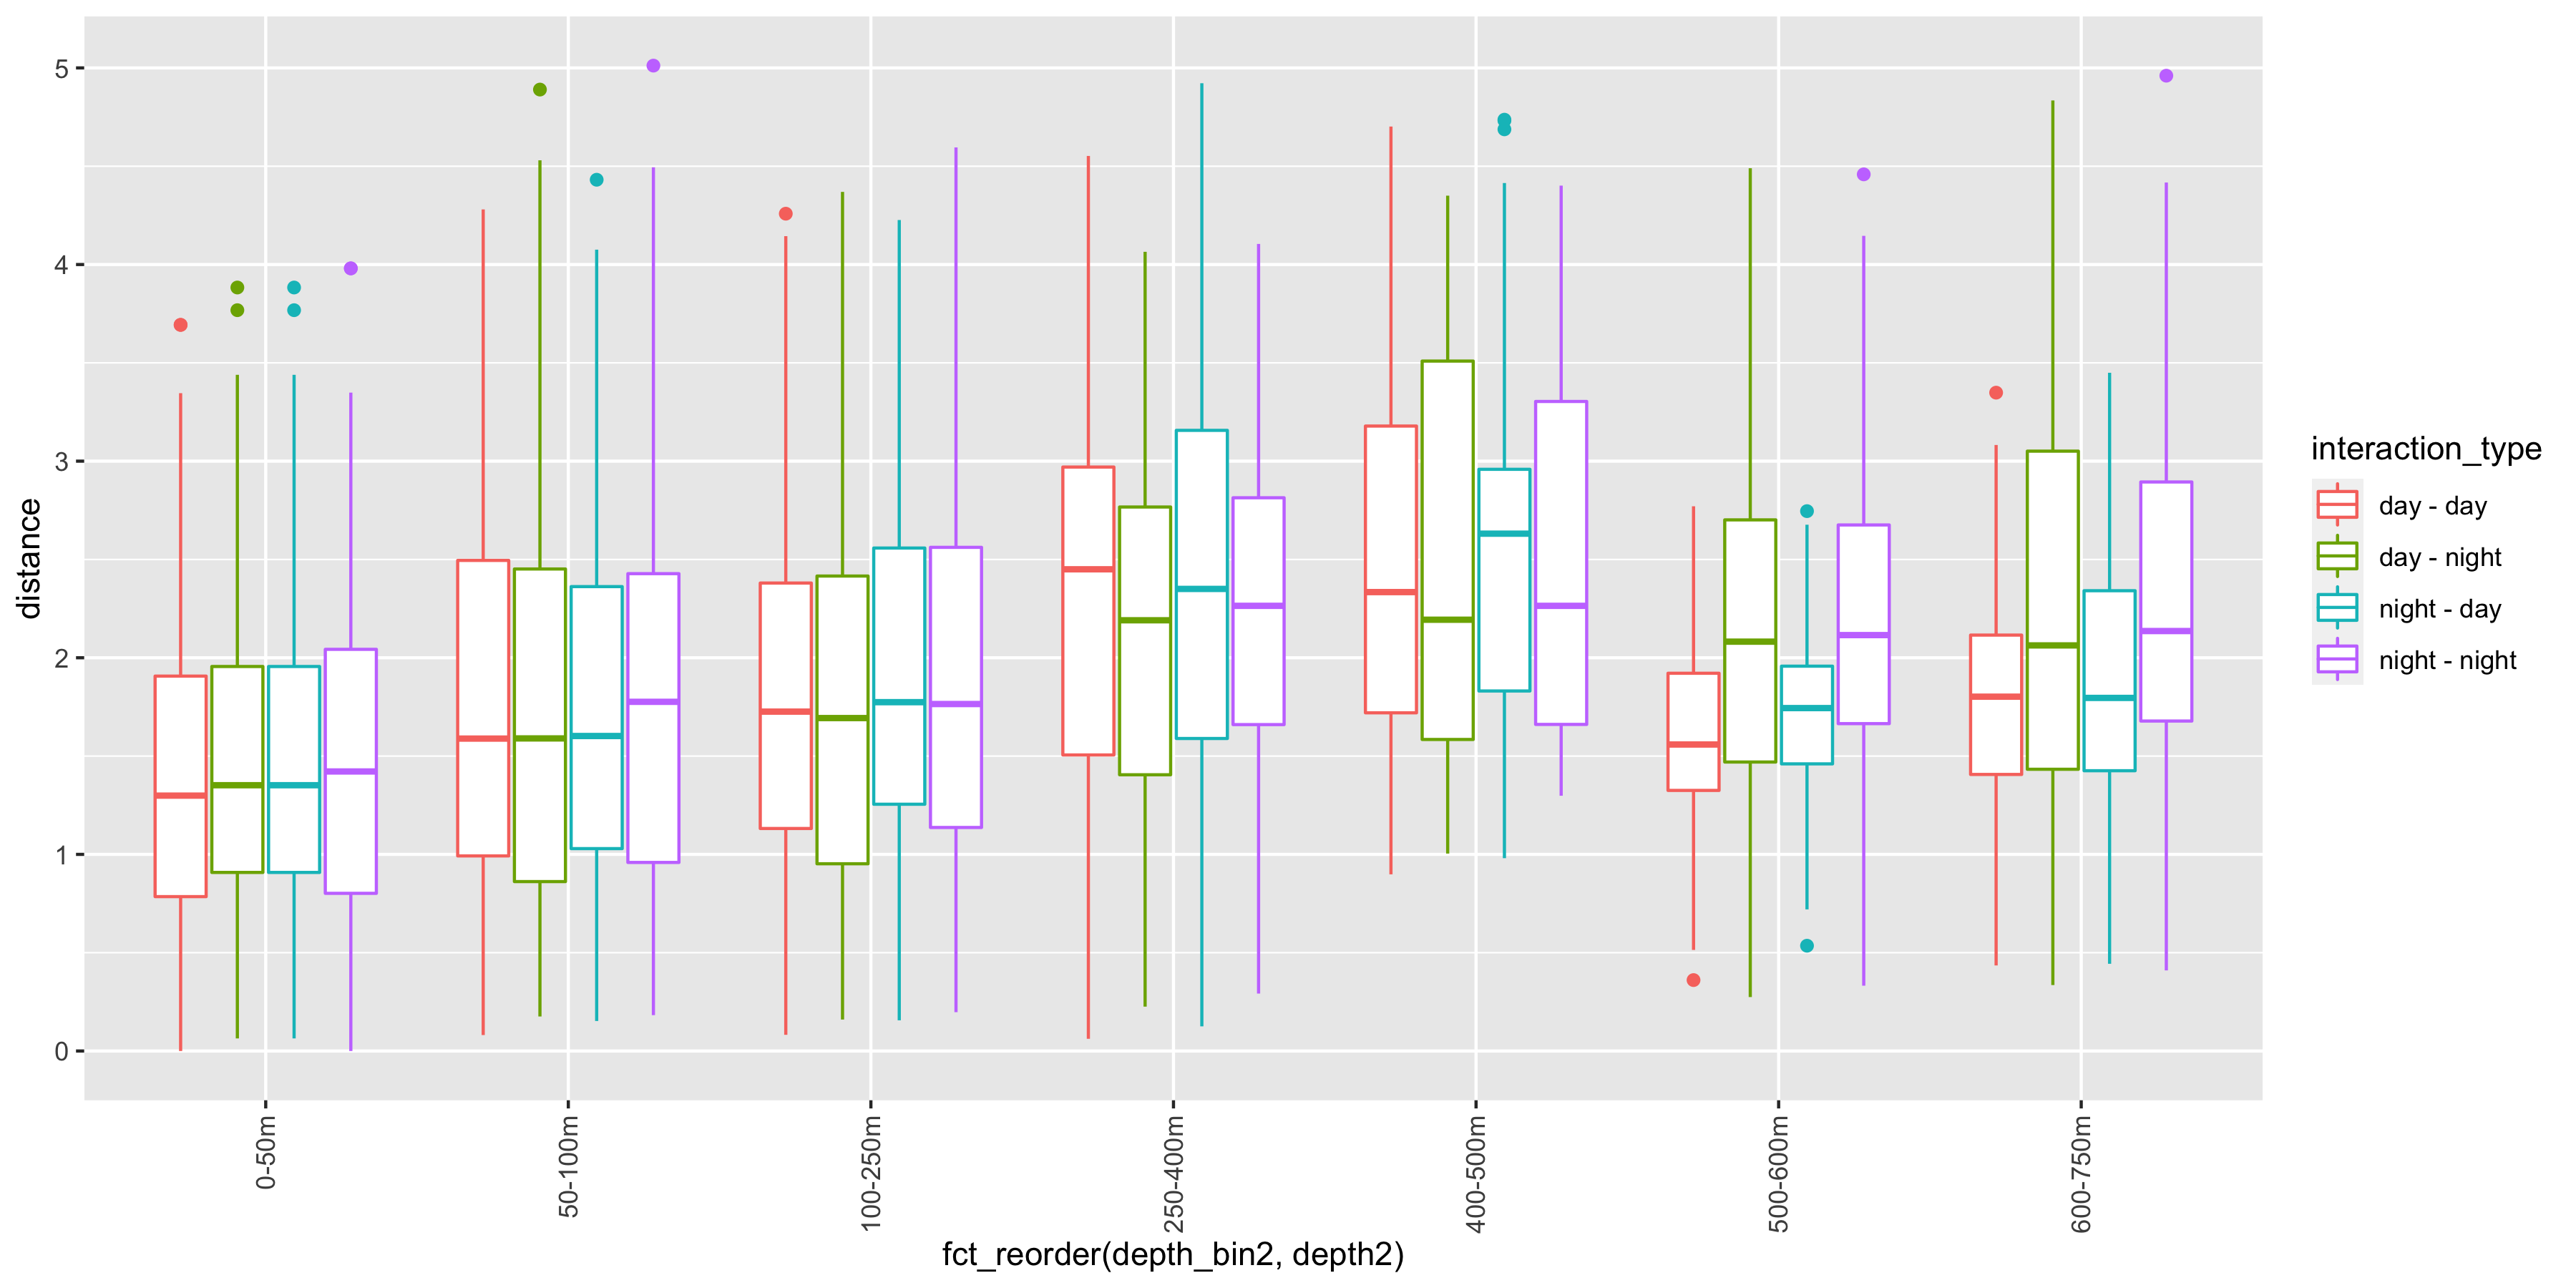 distance
5
4
3
2
1
0
0-50m
50-100m
100-250m
250-400m
400-500m
500-600m
600-750m
fct_reorder(depth_bin2, depth2)
interaction_type
day - day
day - night
night - day
night - night